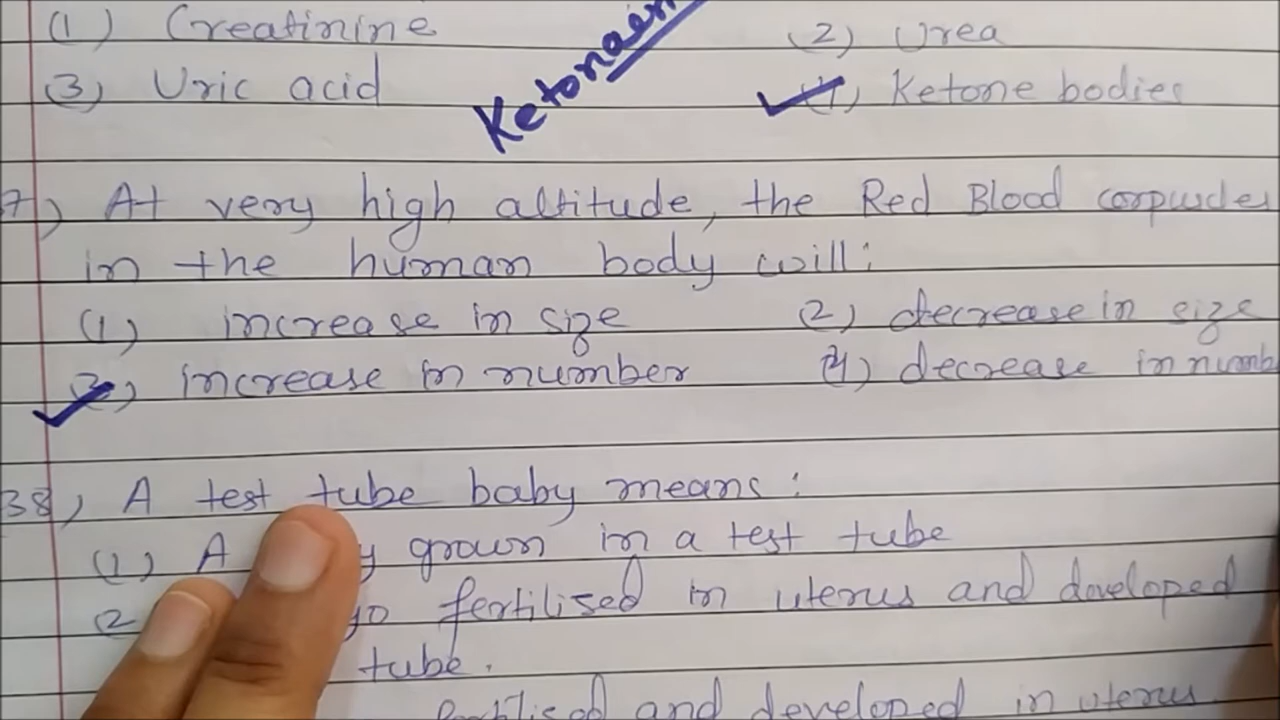 (1) Creatinine (2) Urea
(3) Uric acid (4) Ketone bodies
7) At very high altitude, the Red Blood corpuscles
in the human body will:
(1) increase in size (2) decrease in size
(3) increase in number (4) decrease in numb
38) A test tube baby means:
(1) A grown in a test tube
(2 fertilised in uterus and developed
tube.
and developed in uterus